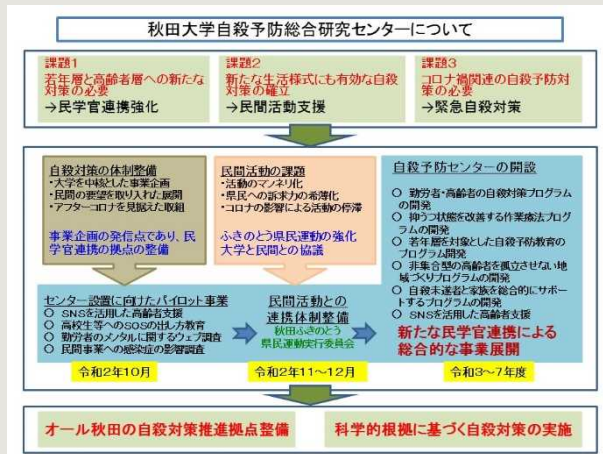 秋田大学自殺予防総合研究センターについて
課題1
若年層と高齢者層への新たな
対策の必要
→民学官連携強化
課題2
新たな生活様式にも有効な自殺
対策の確立
→民間活動支援
課題3
コロナ禍関連の自殺予防対
策の必要
→緊急自殺対策
自殺対策の体制整備
・大学を中核とした事業企画
・民間の要望を取り入れた展開
・アフターコロナを見据えた取組
事業企画の発信点であり、民
学官連携の拠点の整備
民間活動の課題
・活動のマンネリ化
・県民への訴求力の希薄化
・コロナの影響による活動の停滞
ふきのとう県民運動の強化
大学と民間との協議
自殺予防センターの開設
○ 勤労者・高齢者の自殺対策プログラム
の開発
○ 抑うつ状態を改善する作業療法プログ
ラムの開発
○ 若年層を対象とした自殺予防教育の
プログラム開発
○ 非集合型の高齢者を孤立させない地
域づくりプログラムの開発
○ 自殺未遂者と家族を総合的にサポー
トするプログラムの開発
○ SNSを活用した高齢者支援
新たな民学官連携による
総合的な事業展開
センター設置に向けたパイロット事業
○ SNSを活用した高齢者支援
○ 高校生等へのSOSの出し方教育
○ 勤労者のメンタルに関するウェブ調査
○ 民間事業への感染症の影響調査
民間活動との
連携体制整備
秋田ふきのとう
県民運動実行委員会
令和2年10月
令和2年11～12月
令和3～7年度
オール秋田の自殺対策推進拠点整備
科学的根拠に基づく自殺対策の実施